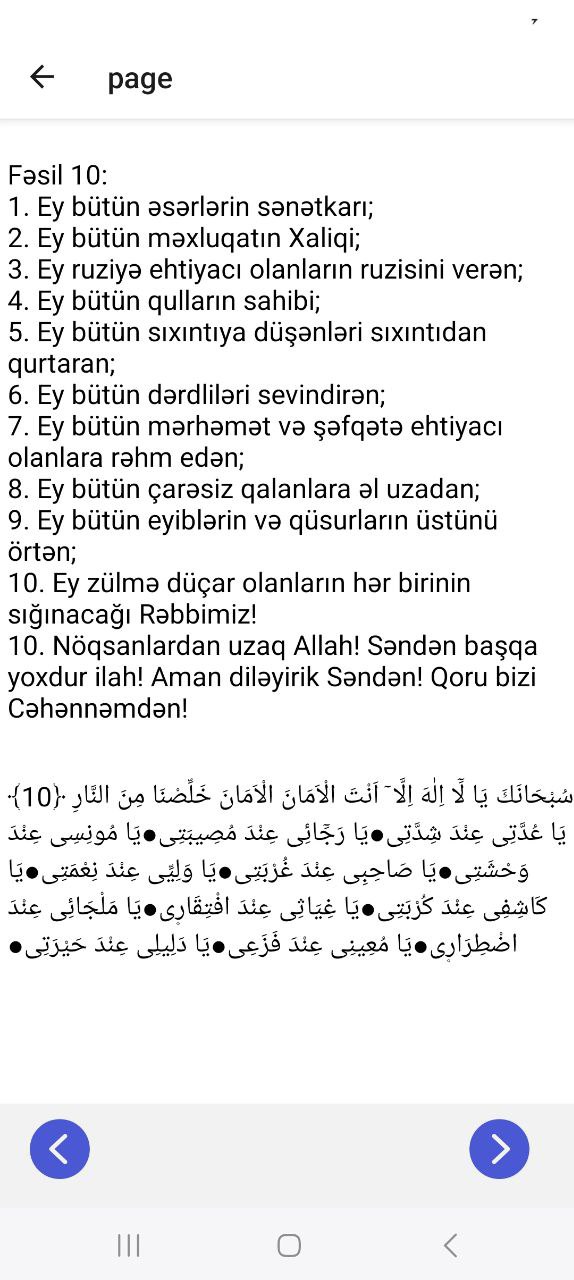 page
Fəsil 10:
1. Ey bütün əsərlərin sənətkarı;
2. Ey bütün məxluqatın Xaliqi;
3. Ey ruziyə ehtiyacı olanların ruzisini verən;
4. Ey bütün qulların sahibi;
5. Ey bütün sıxıntıya düşənləri sıxıntıdan
qurtaran;
6. Ey bütün dərdliləri sevindirən;
7. Ey bütün mərhəmət və şəfqətə ehtiyacı
olanlara rəhm edən;
8. Ey bütün çarəsiz qalanlara əl uzadan;
9. Ey bütün eyiblərin və qüsurların üstünü
örtən;
10. Ey zülmə düçar olanların hər birinin
sığınacağı Rəbbimiz!
10. Nöqsanlardan uzaq Allah! Səndən başqa
yoxdur ilah! Aman diləyirik Səndən! Qoru bizi
Cəhənnəmdən!
سُبْحَانَكَ يَا لَٓا اِلٰهَ اِلَّا ٓ اَنْتَ الْاَمَانَ الْاَمَانَ خَلِّصْنَا مِنَ النَّارِ ﴿10﴾
يَا عُدَّتِى عِنْدَ شِدَّتِى●يَا رَجَٓائِى عِنْدَ مُصِيبَتِى●يَا مُونِسِى عِنْدَ
وَحْشَتِى●يَا صَاحِبِى عِنْدَ غُرْبَتِى●يَا وَلِيِّى عِنْدَ نِعْمَتِى●يَا
كَاشِفِى عِنْدَ كُرْبَتِى●يَا غِيَاثِى عِنْدَ افْتِقَارِى●يَا مَلْجَائِى عِنْدَ
اضْطِرَارِى●يَا مُعِينِى عِنْدَ فَزَعِى●يَا دَلِيلِى عِنْدَ حَيْرَتِى●